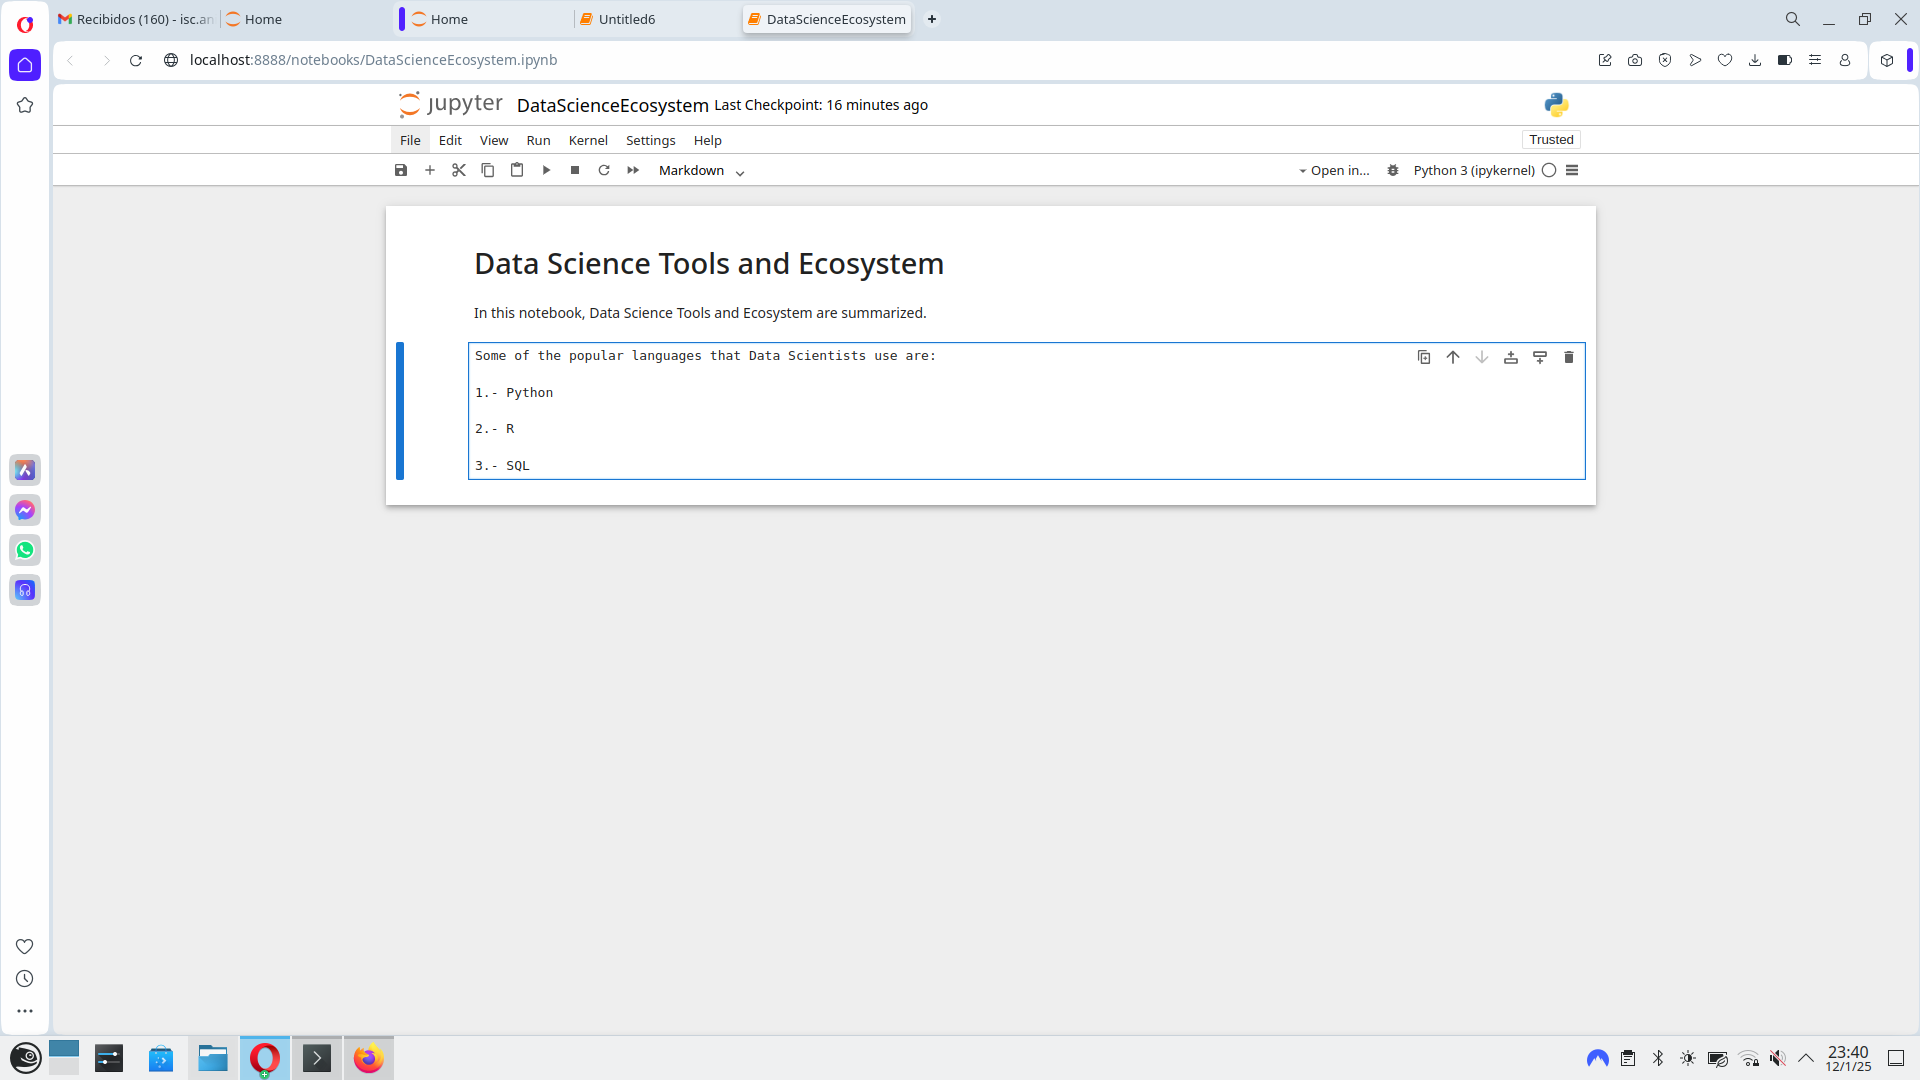 Recibidos (160) - isc.an
Home
Home
Untitled6
DataScienceEcosystem
localhost:8888/notebooks/DataScienceEcosystem.ipynb
jupyter DataScienceEcosystem Last Checkpoint: 16 minutes ago
File Edit View Run Kernel Settings Help
Trusted
Markdown
Open in...
Python 3 (ipykernel)
Data Science Tools and Ecosystem
In this notebook, Data Science Tools and Ecosystem are summarized.
Some of the popular languages that Data Scientists use are:
1.- Python
2.- R
3.- SQL
23:40
12/1/25